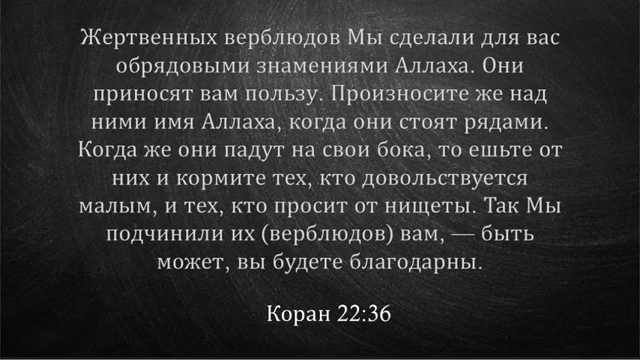 Жертвенных верблюдов Мы сделали для вас
обрядовыми знамениями Аллаха. Они
приносят вам пользу. Произносите же над
ними имя Аллаха, когда они стоят рядами.
Когда же они падут на свои бока, то ешьте от
них и кормите тех, кто довольствуется
малым, и тех, кто просит от нищеты. Так Мы
подчинили их (верблюдов) вам, — быть
может, вы будете благодарны.
Коран 22:36